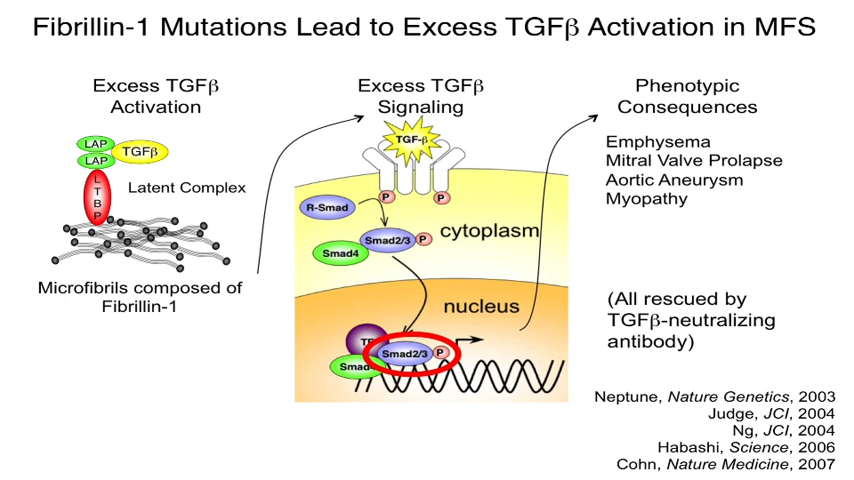 Fibrillin-1 Mutations Lead to Excess TGFβ Activation in MFS
Excess TGFβ
Activation
LAP
LAP
TGFβ
L
T
B
P
Latent Complex
Microfibrils composed of
Fibrillin-1
Excess TGFβ
Signaling
TGF-β
P
P
R-Smad
Smad2/3
P
Smad4
cytoplasm
nucleus
Smad2/3
P
Smad4
Phenotypic
Consequences
Emphysema
Mitral Valve Prolapse
Aortic Aneurysm
Myopathy
(All rescued by
TGFβ-neutralizing
antibody)
Neptune, Nature Genetics, 2003
Judge, JCI, 2004
Ng, JCI, 2004
Habashi, Science, 2006
Cohn, Nature Medicine, 2007